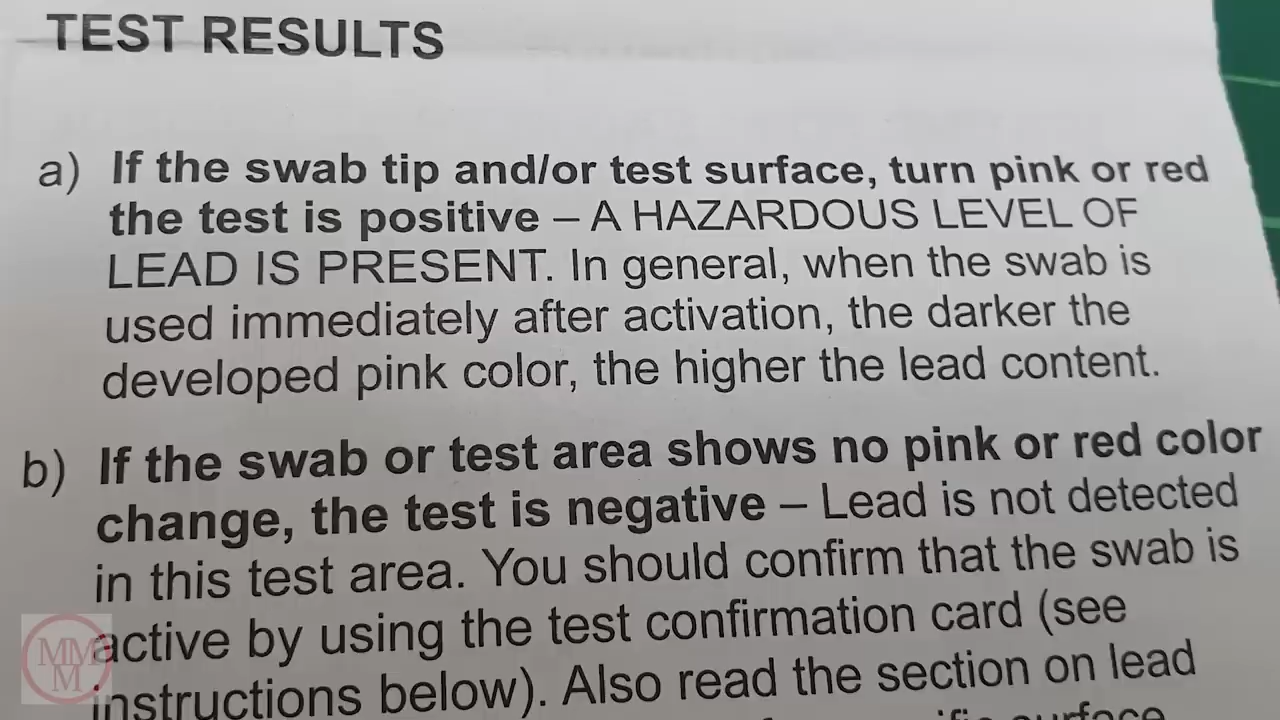 TEST RESULTS
a) If the swab tip and/or test surface, turn pink or red
the test is positive – A HAZARDOUS LEVEL OF
LEAD IS PRESENT. In general, when the swab is
used immediately after activation, the darker the
developed pink color, the higher the lead content.
b) If the swab or test area shows no pink or red color
change, the test is negative – Lead is not detected
in this test area. You should confirm that the swab is
active by using the test confirmation card (see
instructions below). Also read the section on lead
surface
MMM
M